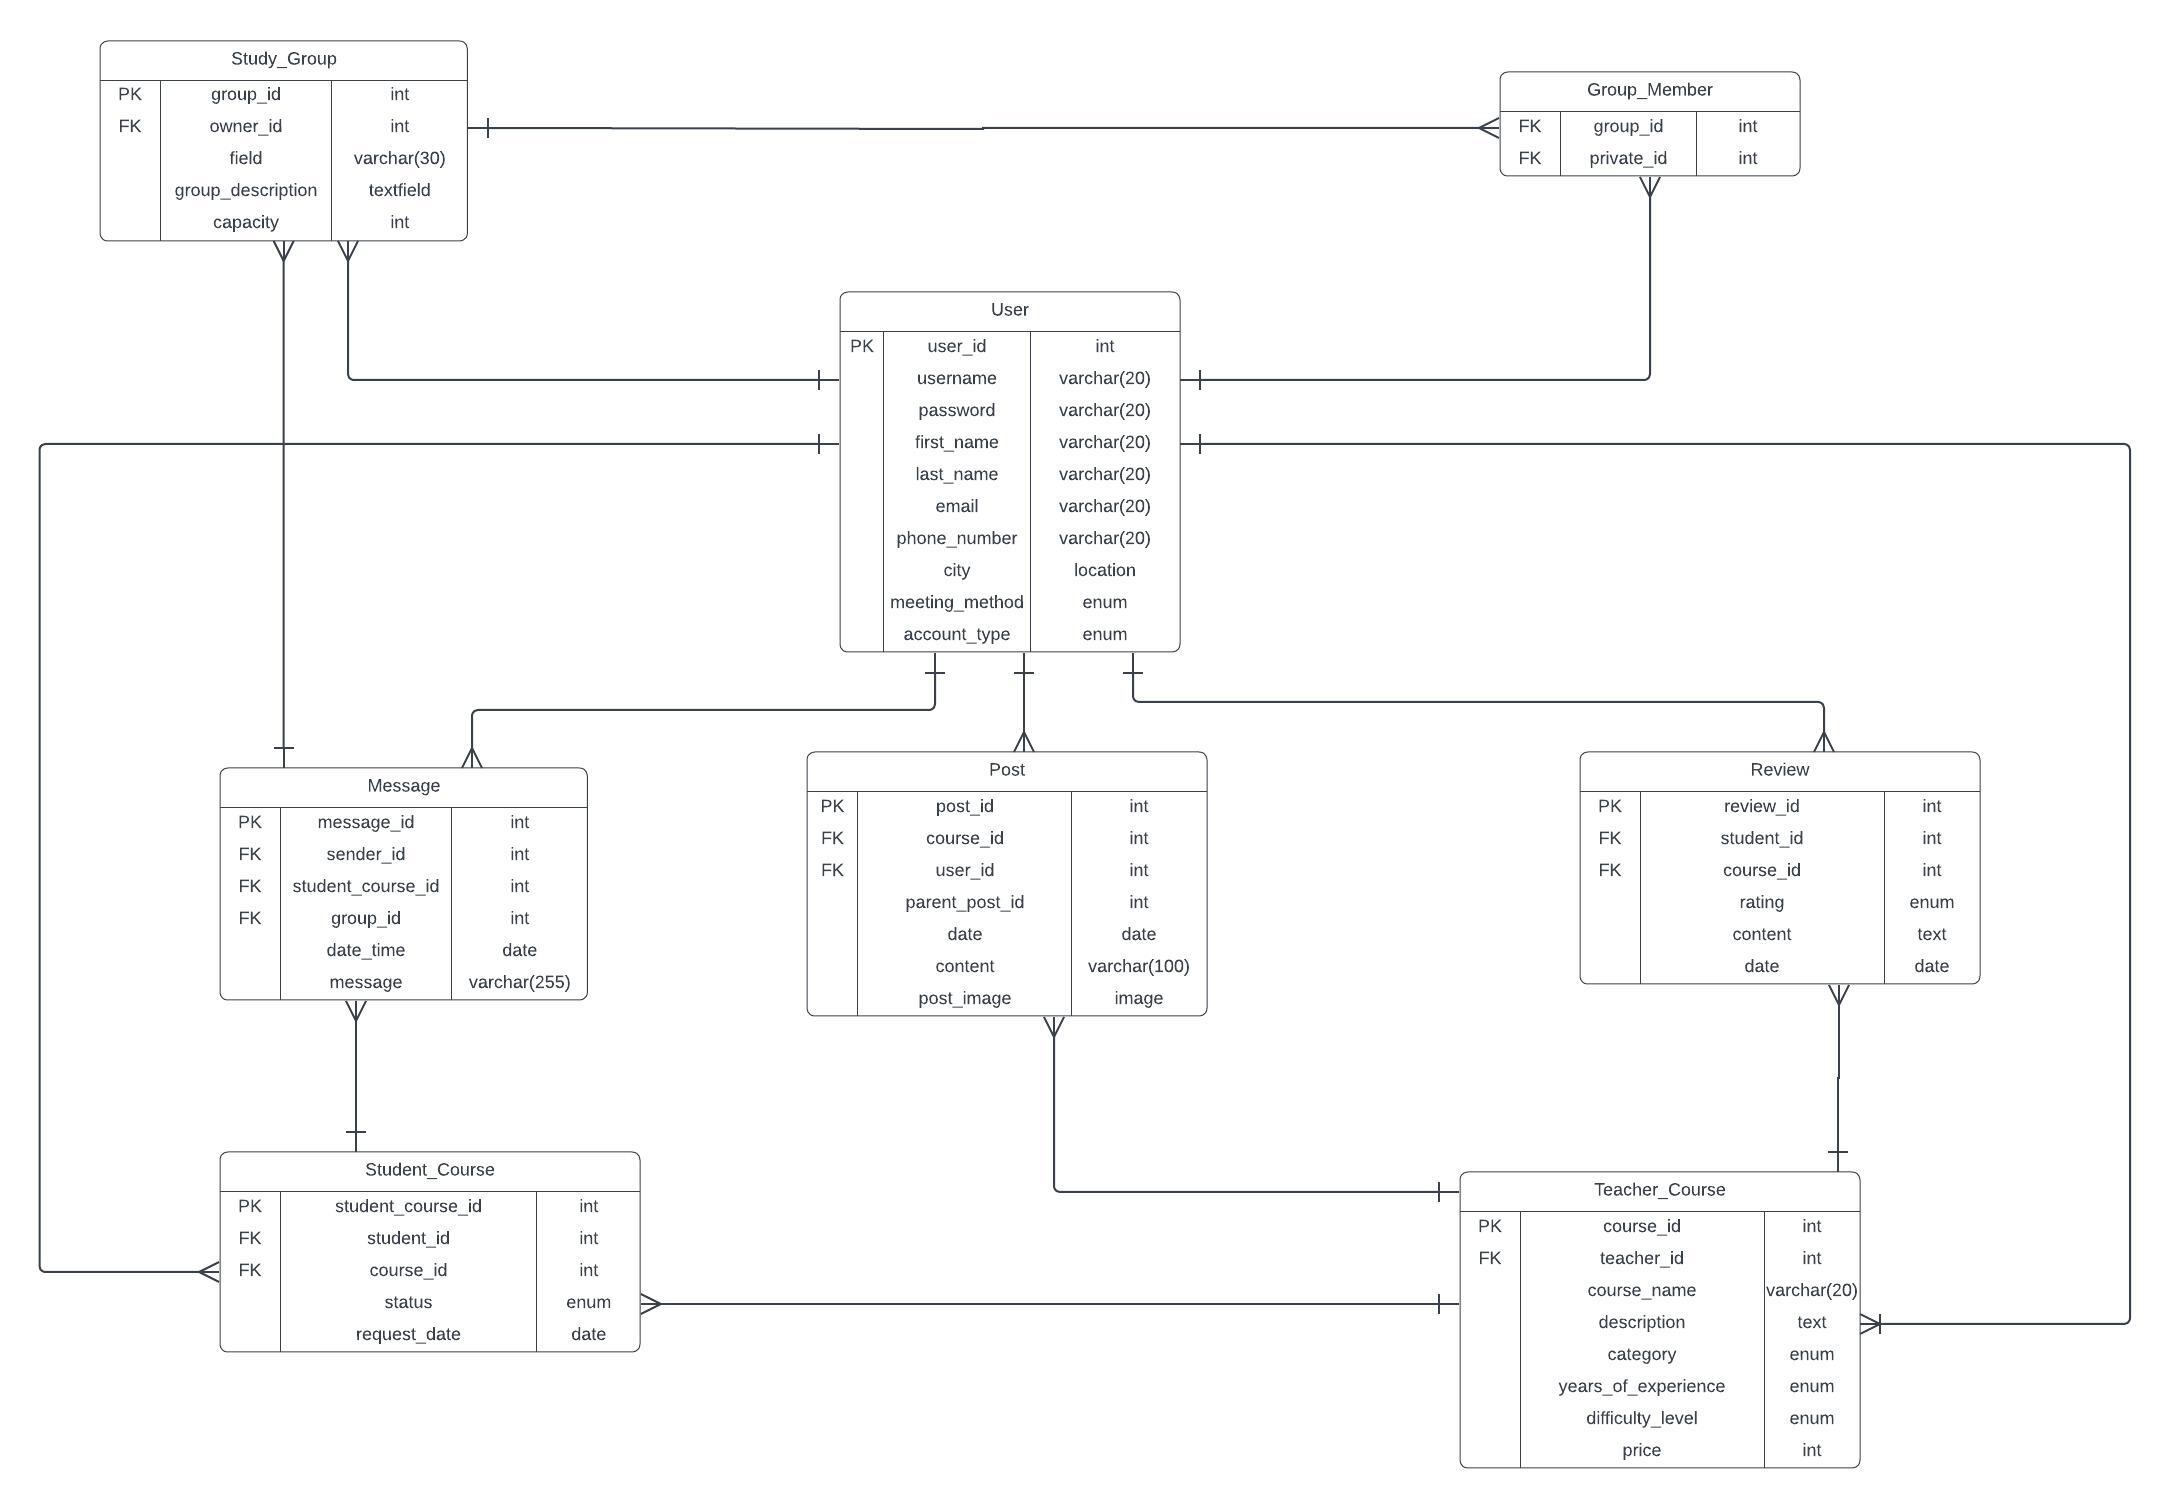 Study_Group
PK group_id int
FK owner_id int
field varchar(30)
group_description textfield
capacity int
Group_Member
FK group_id int
FK private_id int
User
PK user_id int
username varchar(20)
password varchar(20)
first_name varchar(20)
last_name varchar(20)
email varchar(20)
phone_number varchar(20)
city location
meeting_method enum
account_type enum
Message
PK message_id int
FK sender_id int
FK student_course_id int
FK group_id int
date_time date
message varchar(255)
Post
PK post_id int
FK course_id int
FK user_id int
parent_post_id int
date date
content varchar(100)
post_image image
Review
PK review_id int
FK student_id int
FK course_id int
rating enum
content text
date date
Student_Course
PK student_course_id int
FK student_id int
FK course_id int
status enum
request_date date
Teacher_Course
PK course_id int
FK teacher_id int
course_name varchar(20)
description text
category enum
years_of_experience enum
difficulty_level enum
price int